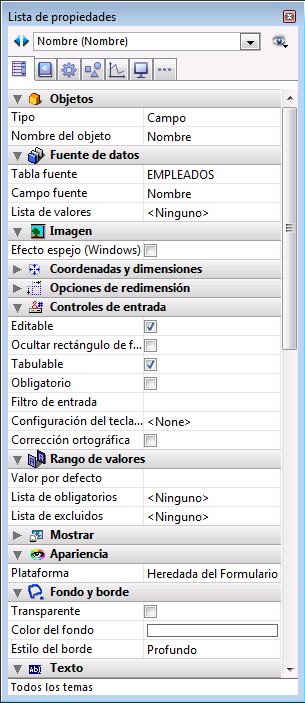 Lista de propiedades
Nombre (Nombre)
Objetos
Tipo Campo
Nombre del objeto Nombre
Fuente de datos
Tabla fuente EMPLEADOS
Campo fuente Nombre
Lista de valores <Ninguno>
Imagen
Efecto espejo (Windows)
Coordenadas y dimensiones
Opciones de redimensión
Controles de entrada
Editable
Ocultar rectángulo de f...
Tabulable
Obligatorio
Filtro de entrada
Configuración del tecla... <None>
Corrección ortográfica
Rango de valores
Valor por defecto
Lista de obligatorios <Ninguno>
Lista de excluidos <Ninguno>
Mostrar
Apariencia
Plataforma Heredada del Formulario
Fondo y borde
Transparente
Color del fondo
Estilo del borde Profundo
Texto
Todos los temas